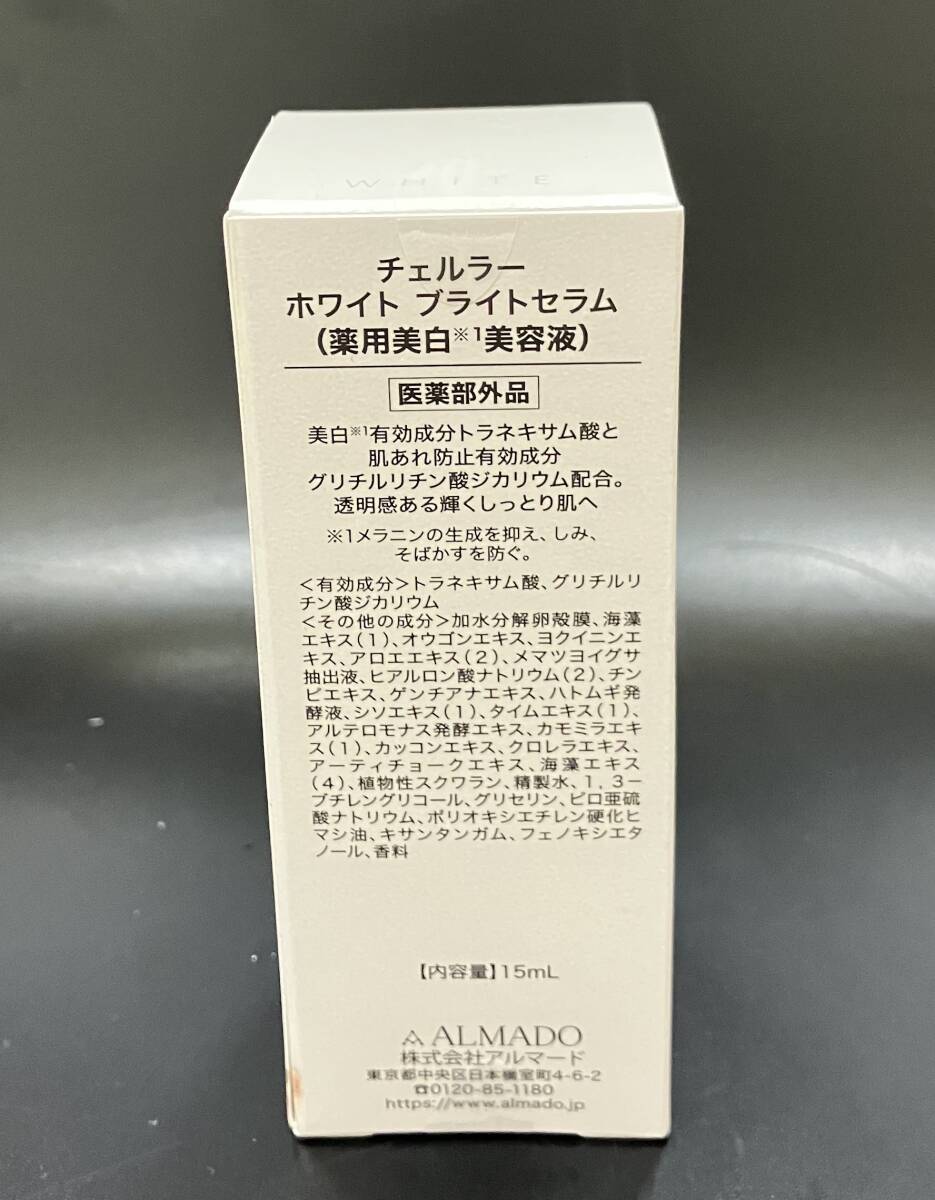 WHITE
チェルラー
ホワイト ブライトセラム
(薬用美白※1美容液)
医薬部外品
美白※1有効成分トラネキサム酸と
肌あれ防止有効成分
グリチルリチン酸ジカリウム配合。
透明感ある輝くしっとり肌へ
※1メラニンの生成を抑え、しみ、
そばかすを防ぐ。
<有効成分>トラネキサム酸、グリチルリ
チン酸ジカリウム
<その他の成分>加水分解卵殻膜、海藻
エキス(1)、オウゴンエキス、ヨクイニンエ
キス、アロエエキス(2)、メマツヨイグサ
抽出液、ヒアルロン酸ナトリウム(2)、チン
ピエキス、ゲンチアナエキス、ハトムギ発
酵液、シソエキス(1)、タイムエキス(1)、
アルテロモナス発酵エキス、カモミラエキ
ス(1)、カッコンエキス、クロレラエキス、
アーティチョークエキス、海藻エキス
(4)、植物性スクワラン、精製水、1,3-
ブチレングリコール、グリセリン、ピロ亜硫
酸ナトリウム、ポリオキシエチレン硬化ヒ
マシ油、キサンタンガム、フェノキシエタ
ノール、香料
【内容量】15mL
ALMADO
株式会社アルマード
東京都中央区日本橋室町4-6-2
☎0120-85-1180
https://www.almado.jp